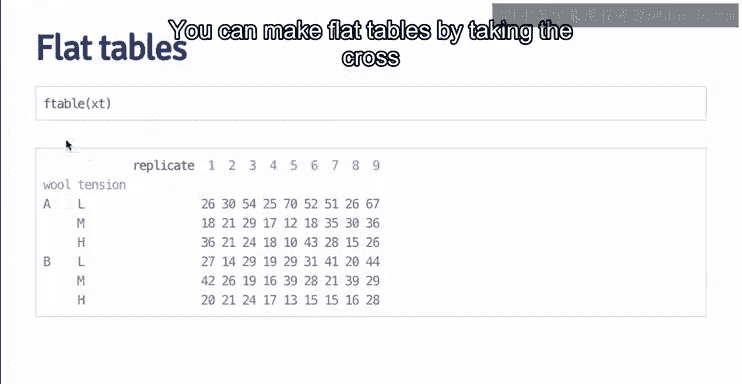 You can make flat tables by taking the
cross
Flat tables
ftable(xt)
replicate 1 2 3 4 5 6 7 8 9
wool tension
A L 26 30 54 25 70 52 51 26 67
M 18 21 29 17 12 18 35 30 36
H 36 21 24 18 10 43 28 15 26
B L 27 14 29 19 29 31 41 20 44
M 42 26 19 16 39 28 21 39 29
H 20 21 24 17 13 15 15 16 28